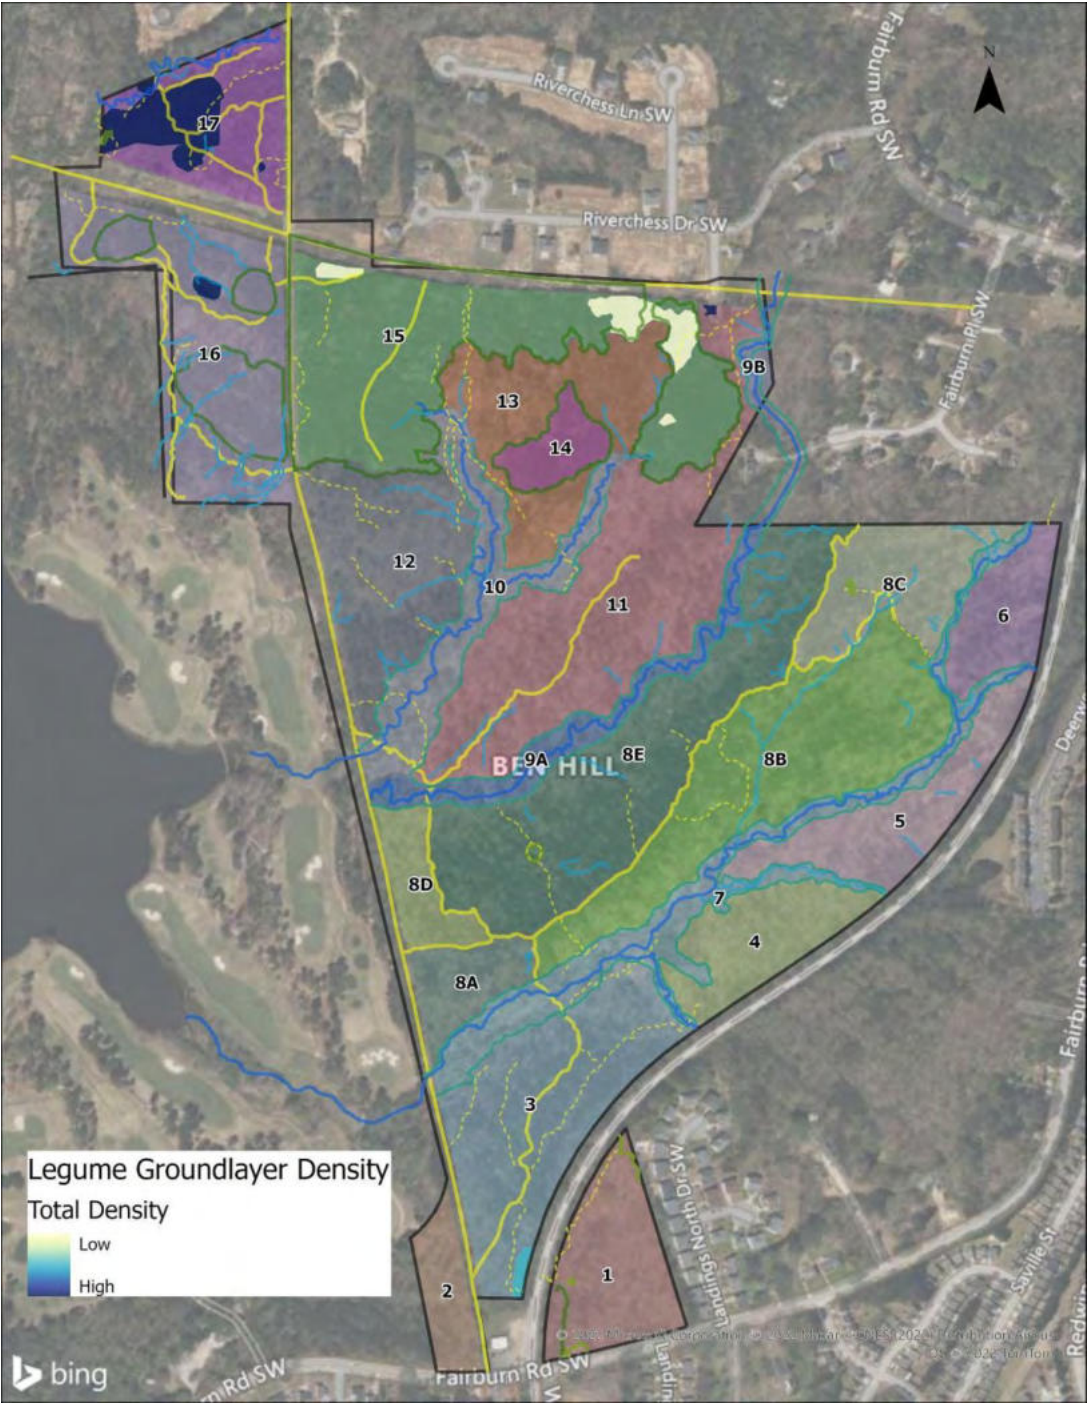 N
Riverchess Ln SW
Fairburn Rd SW
17
Riverchess Dr SW
Fairburn Pl SW
15
16
9B
13
14
12
10
11
8C
6
8E
9A
BEN HILL
8B
5
8D
7
4
8A
3
Legume Groundlayer Density
Total Density
Low
High
Landings North Dr SW
Saville St
1
2
bing
Fairburn Rd SW